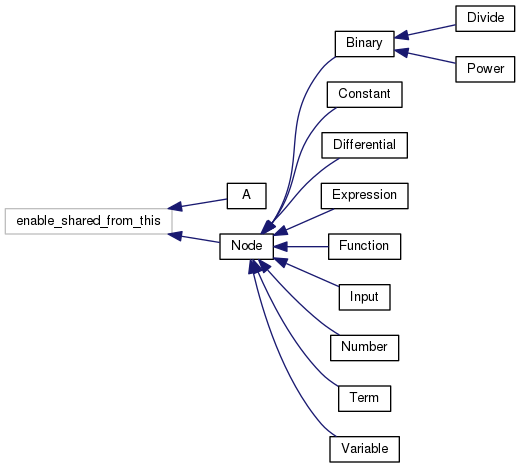 Divide
Binary
Power
Constant
Differential
A
Expression
enable_shared_from_this
Node
Function
Input
Number
Term
Variable